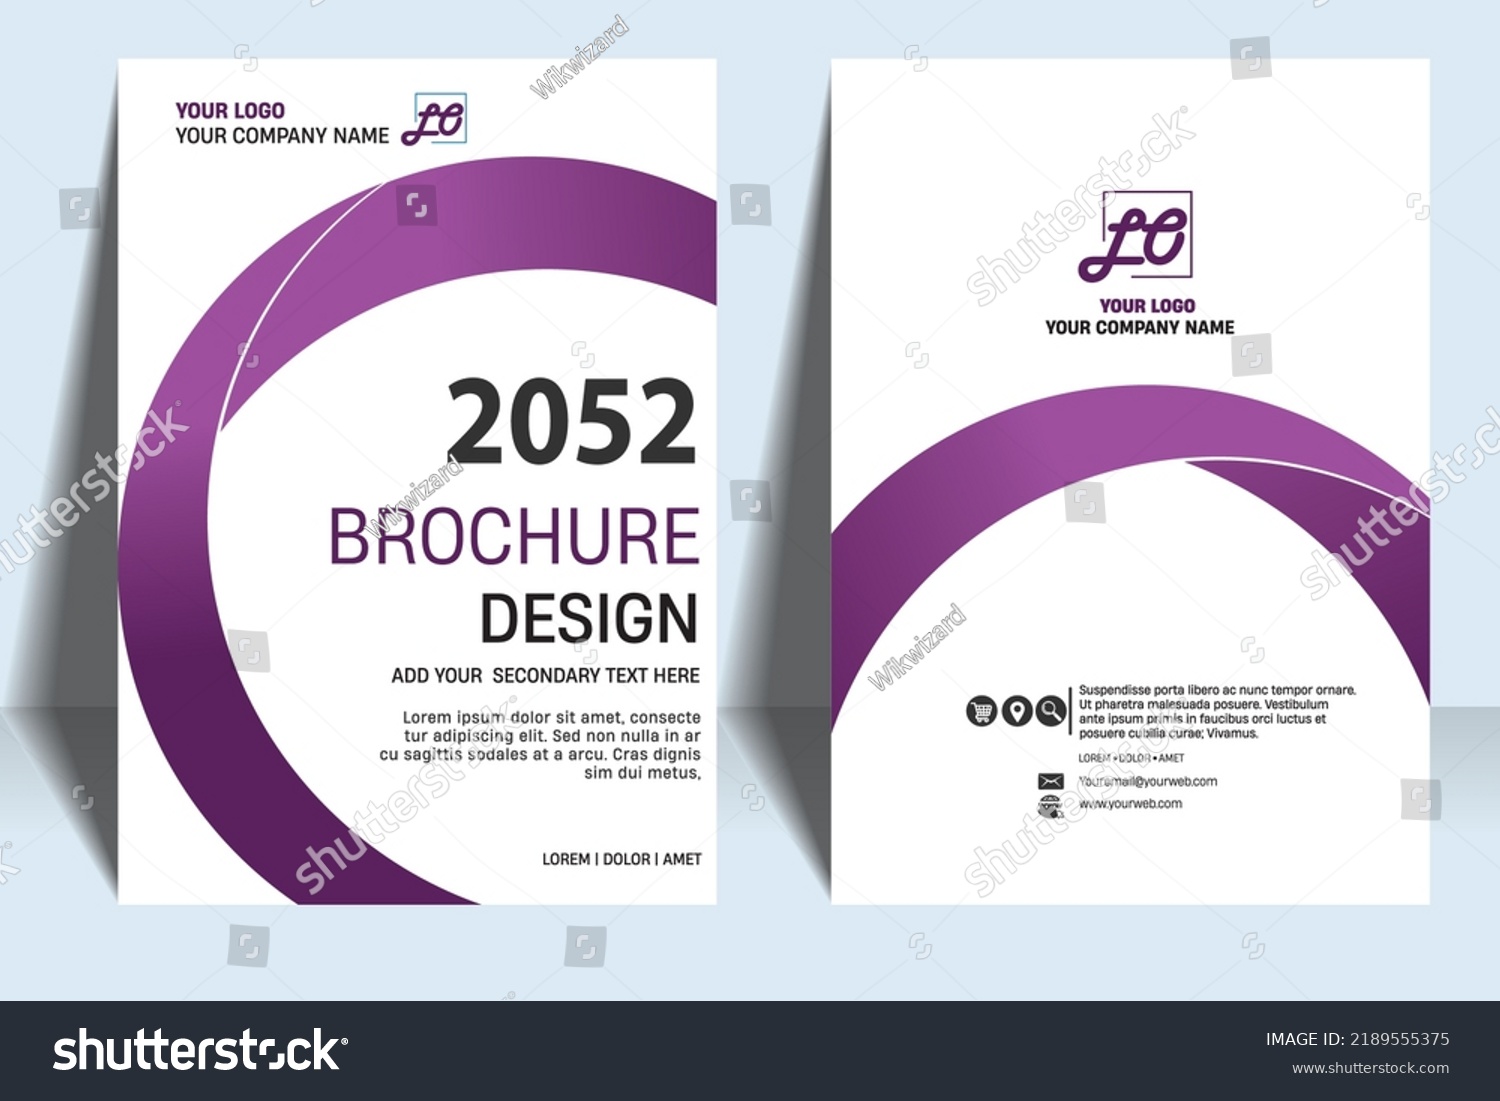 YOUR LOGO
YOUR COMPANY NAME
LC
2052
BROCHURE
DESIGN
ADD YOUR SECONDARY TEXT HERE
Lorem ipsum dolor sit amet, consecte
tur adipiscing elit. Sed non nulla in ar
cu sagittis sodales at a arcu. Cras dignis
sim dui metus,
LOREM | DOLOR | AMET
LC
YOUR LOGO
YOUR COMPANY NAME
Suspendisse porta libero ac nunc tempor ornare.
Ut pharetra malesuada posuere. Vestibulum
ante ipsum primis in faucibus orci luctus et
posuere cubilia curae; Vivamus.
LOREM • DOLOR • AMET
Youremail@yourweb.com
www.yourweb.com
shutterstock
Wikwizard
shutterstock
IMAGE ID: 2189555375
www.shutterstock.com